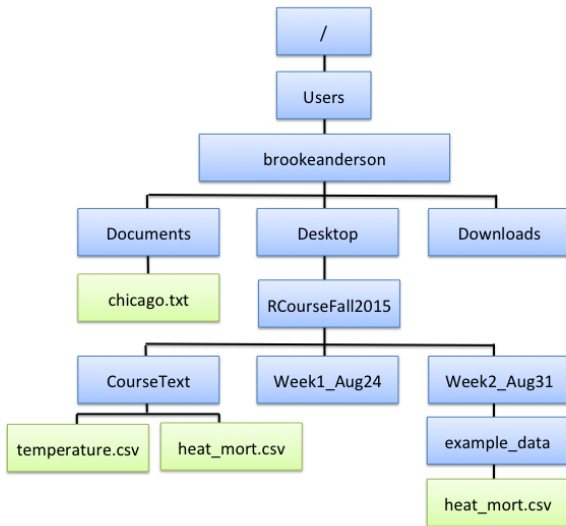 /
Users
brookeanderson
Documents
Desktop
Downloads
chicago.txt
RCourseFall2015
CourseText
Week1_Aug24
Week2_Aug31
temperature.csv
heat_mort.csv
example_data
heat_mort.csv